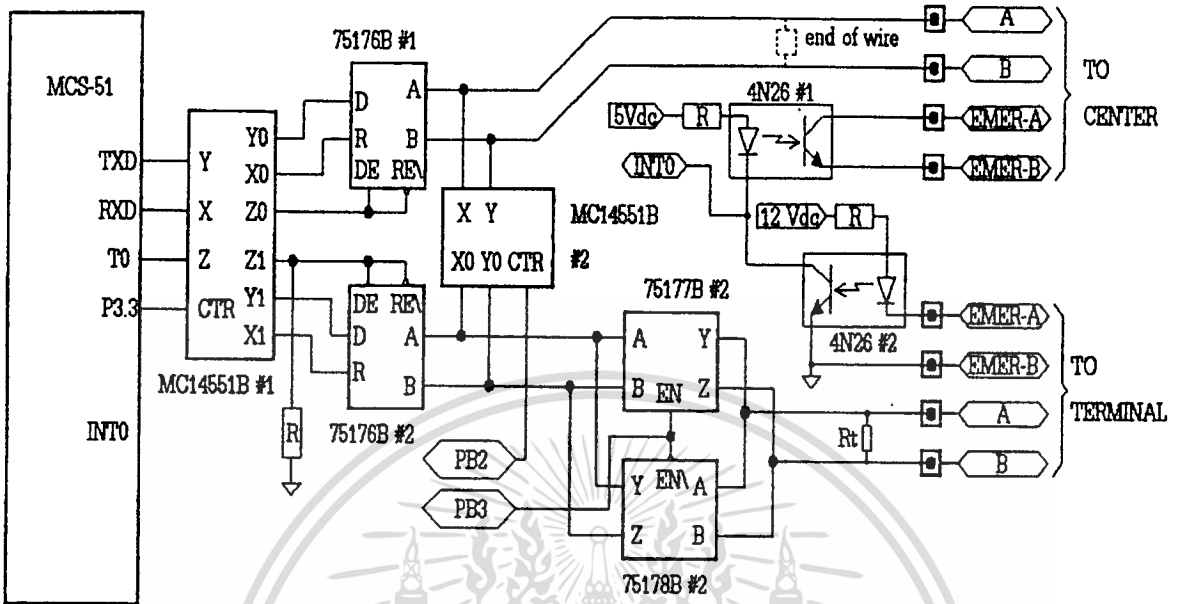 MCS-51
TXD
RXD
T0
P3.3
INT0
Y
X
Z
CTR
Y0
X0
Z0
Z1
Y1
X1
MC14551B #1
R
75176B #1
D
R
DE RE\
A
B
DE RE\
D
R
A
B
75176B #2
X Y
X0 Y0 CTR
MC14551B
#2
PB2
PB3
75177B #2
A
B
EN
Y
Z
Y
Z
EN\
A
B
75178B #2
end of wire
4N26 #1
5Vdc
R
INT0
12 Vdc
R
4N26 #2
Rt
A
B
EMER-A
EMER-B
TO
CENTER
EMER-A
EMER-B
A
B
TO
TERMINAL